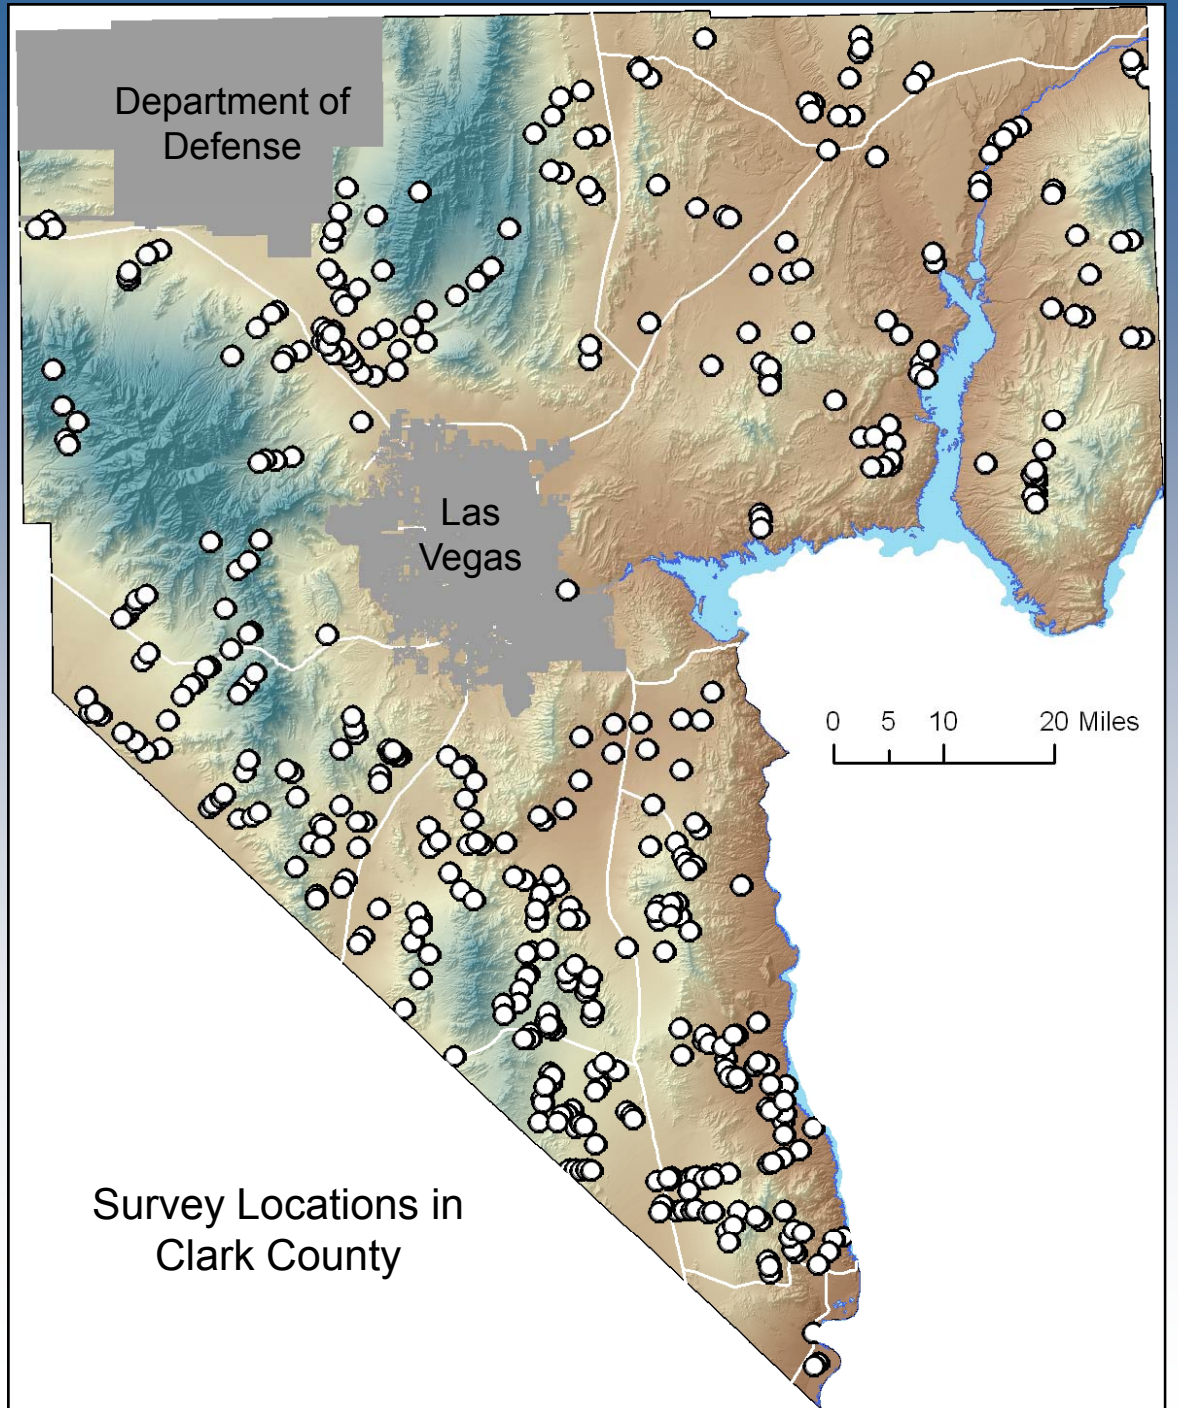 Department of
Defense
Las
Vegas
0 5 10 20 Miles
Survey Locations in
Clark County